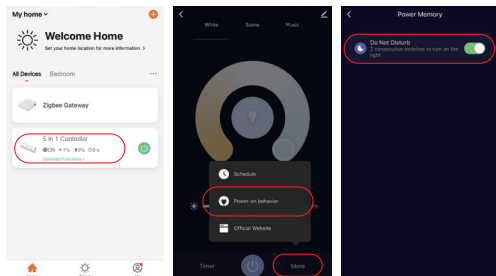 My home
Welcome Home
Set your home location for more information >
All Devices Bedroom
Zigbee Gateway
5 in 1 Controller
Common Functions
White Scene Music
Schedule
Power-on behavior
Official Website
Timer More
Power Memory
Do Not Disturb
2 consecutive switches to turn on the
light